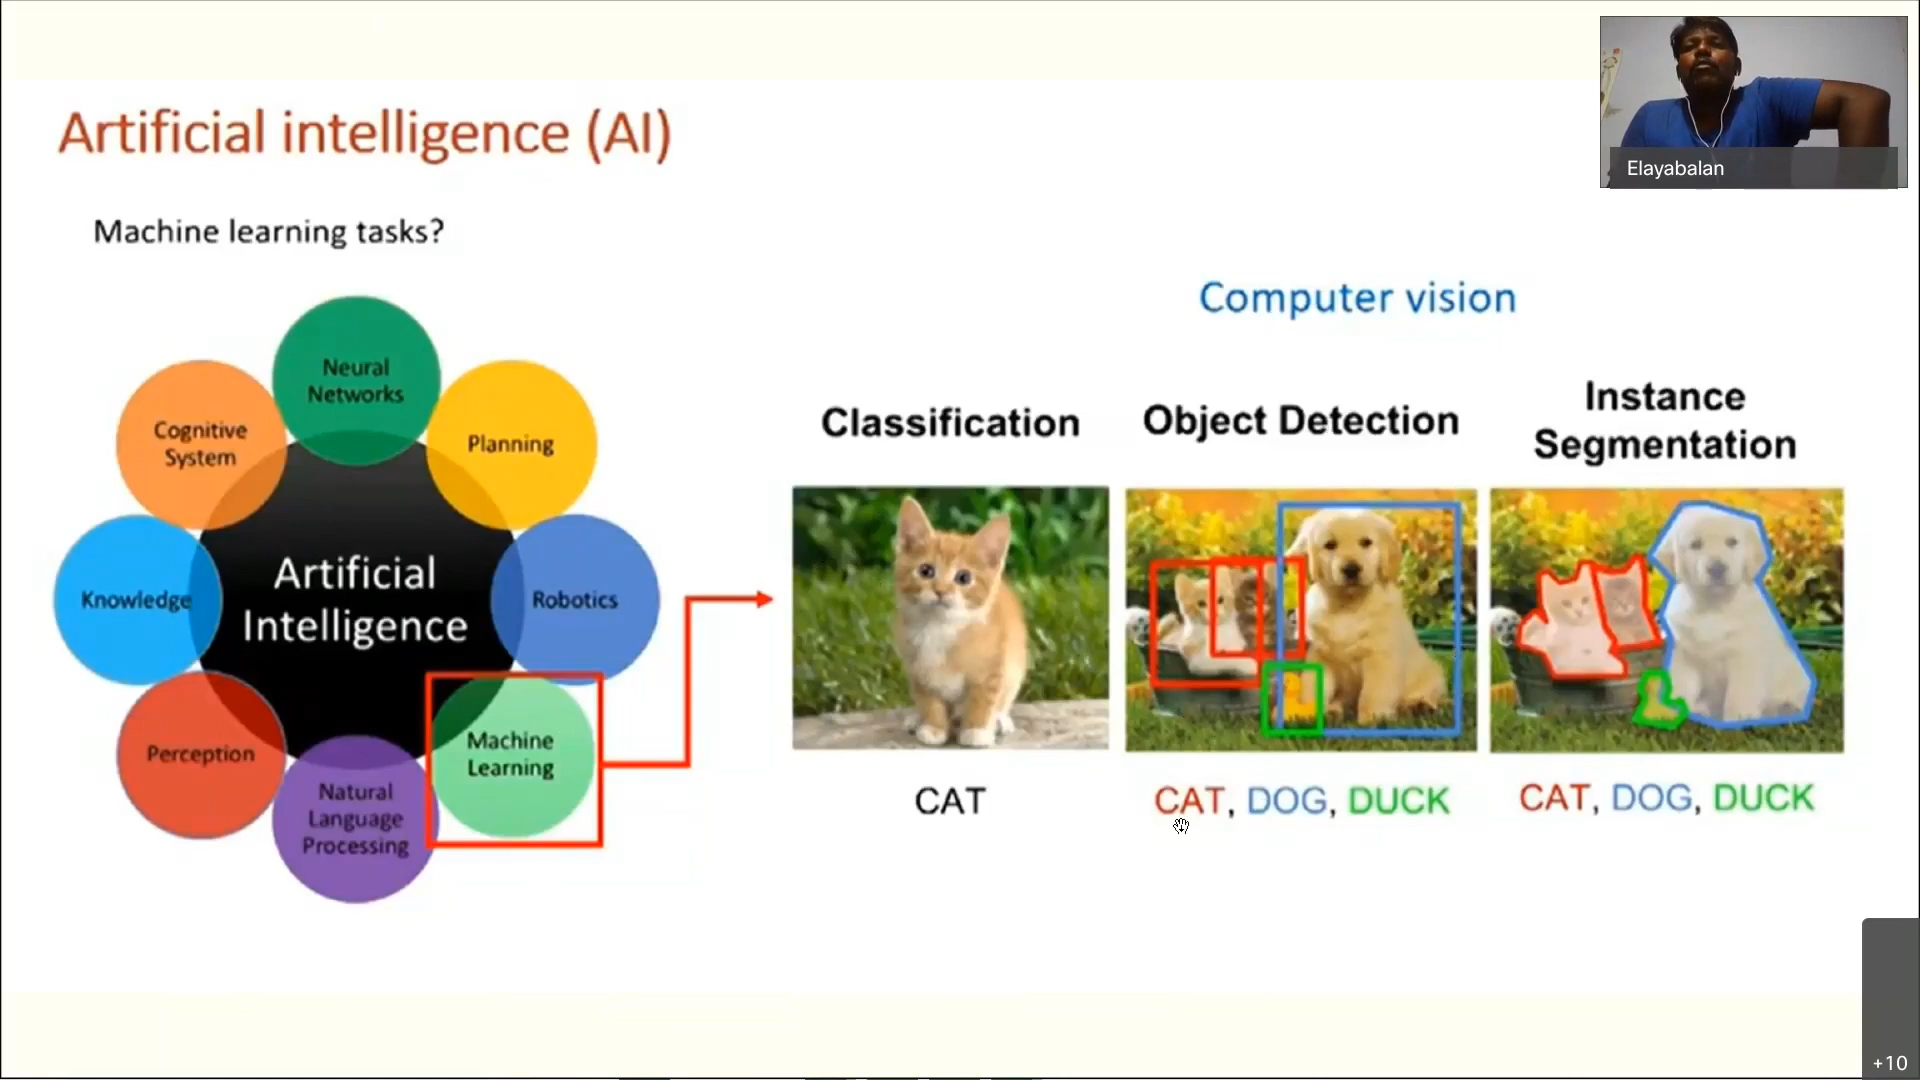 Artificial intelligence (AI)
Elayabalan
Machine learning tasks?
Neural
Networks
Cognitive
System
Planning
Knowledge
Artificial
Intelligence
Robotics
Perception
Machine
Learning
Natural
Language
Processing
Computer vision
Classification
Object Detection
Instance
Segmentation
CAT
CAT, DOG, DUCK
CAT, DOG, DUCK
+10